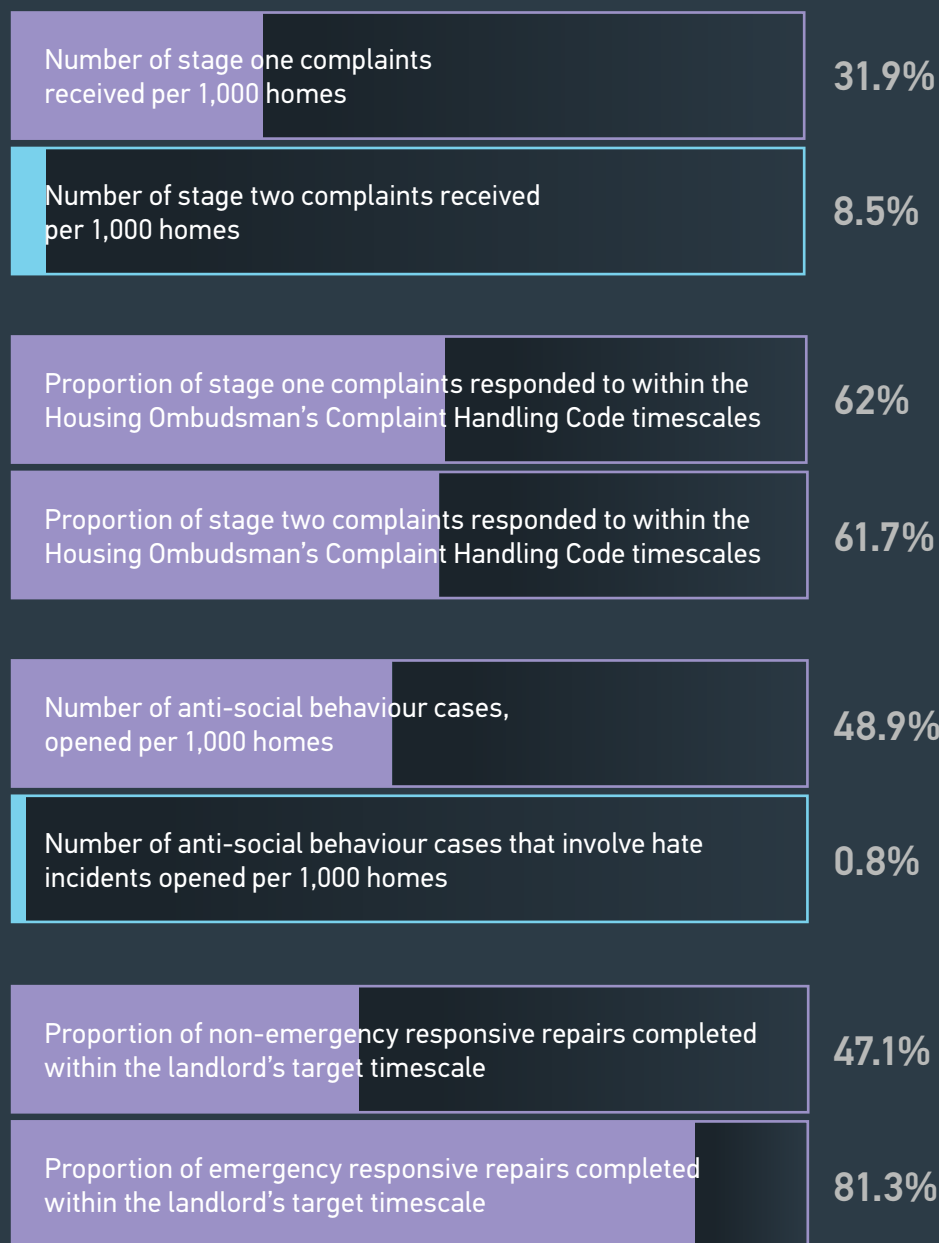 Number of stage one complaints
received per 1,000 homes
31.9%
Number of stage two complaints received
per 1,000 homes
8.5%
Proportion of stage one complaints responded to within the
Housing Ombudsman's Complaint Handling Code timescales
62%
Proportion of stage two complaints responded to within the
Housing Ombudsman's Complaint Handling Code timescales
61.7%
Number of anti-social behaviour cases,
opened per 1,000 homes
48.9%
Number of anti-social behaviour cases that involve hate
incidents opened per 1,000 homes
0.8%
Proportion of non-emergency responsive repairs completed
within the landlord's target timescale
47.1%
Proportion of emergency responsive repairs completed
within the landlord's target timescale
81.3%